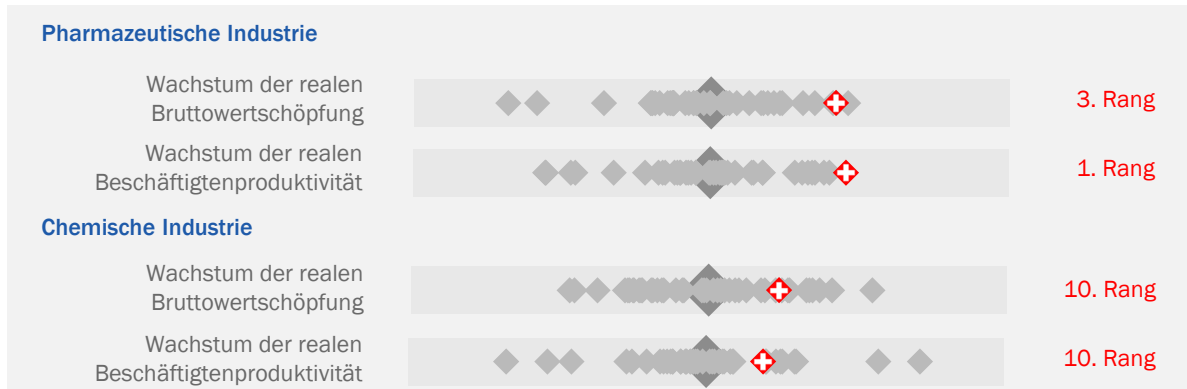 Pharmazeutische Industrie
Wachstum der realen
Bruttowertschöpfung
3. Rang
Wachstum der realen
Beschäftigtenproduktivität
1. Rang
Chemische Industrie
Wachstum der realen
Bruttowertschöpfung
10. Rang
Wachstum der realen
Beschäftigtenproduktivität
10. Rang